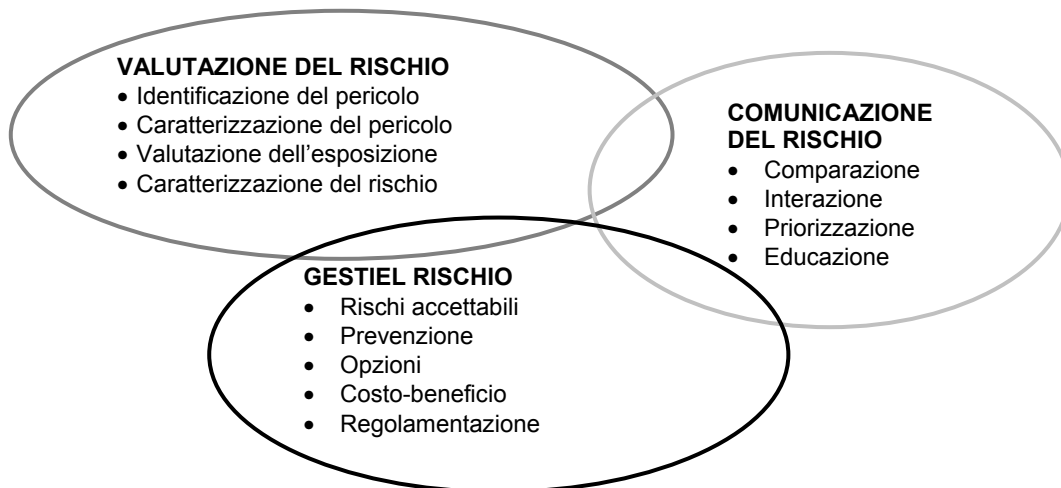 VALUTAZIONE DEL RISCHIO
• Identificazione del pericolo
• Caratterizzazione del pericolo
• Valutazione dell'esposizione
• Caratterizzazione del rischio
COMUNICAZIONE
DEL RISCHIO
• Comparazione
• Interazione
• Priorizzazione
• Educazione
GESTIEL RISCHIO
• Rischi accettabili
• Prevenzione
• Opzioni
• Costo-beneficio
• Regolamentazione